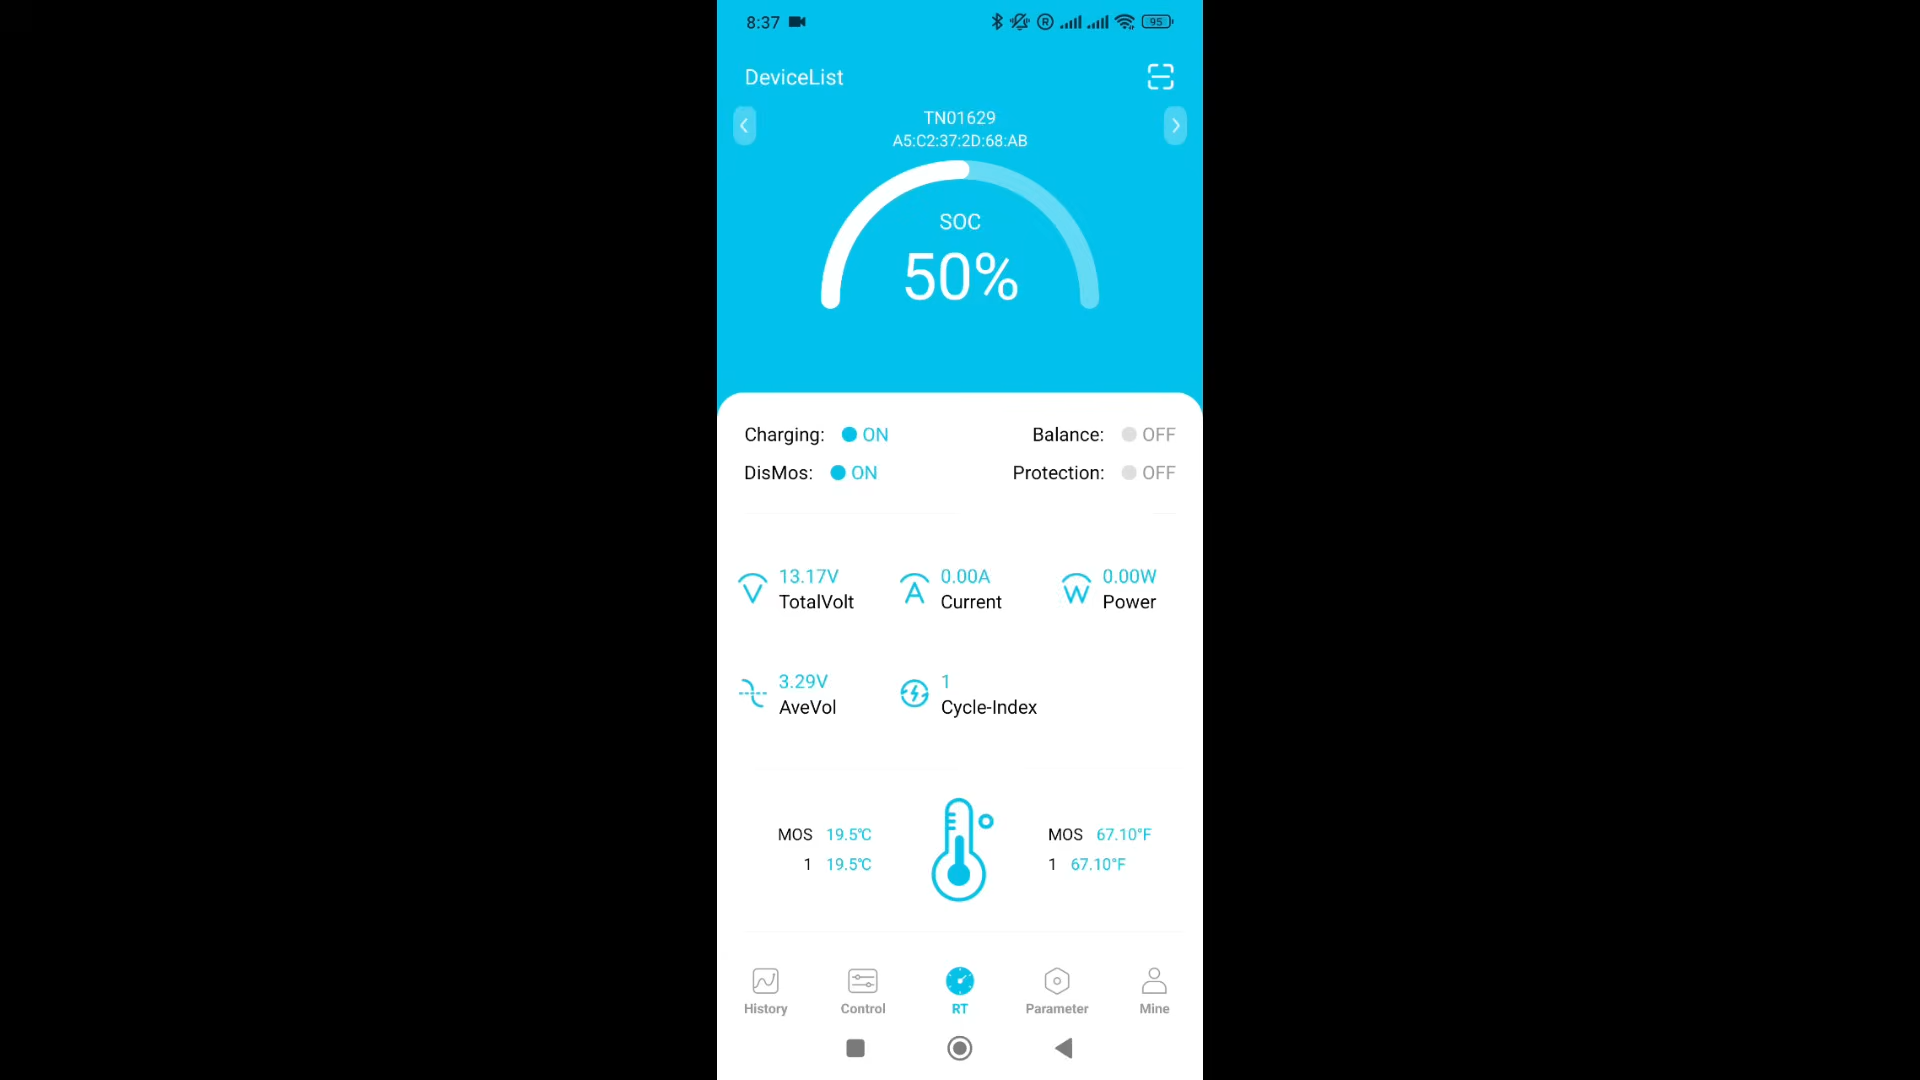 8:37 R 95
DeviceList
TN01629
A5:C2:37:2D:68:AB
SOC
50%
Charging: ON Balance: OFF
DisMos: ON Protection: OFF
V 13.17V A 0.00A W 0.00W
TotalVolt Current Power
3.29V 1
AveVol Cycle-Index
MOS 19.5℃ MOS 67.10°F
1 19.5℃ 1 67.10°F
History Control RT Parameter Mine